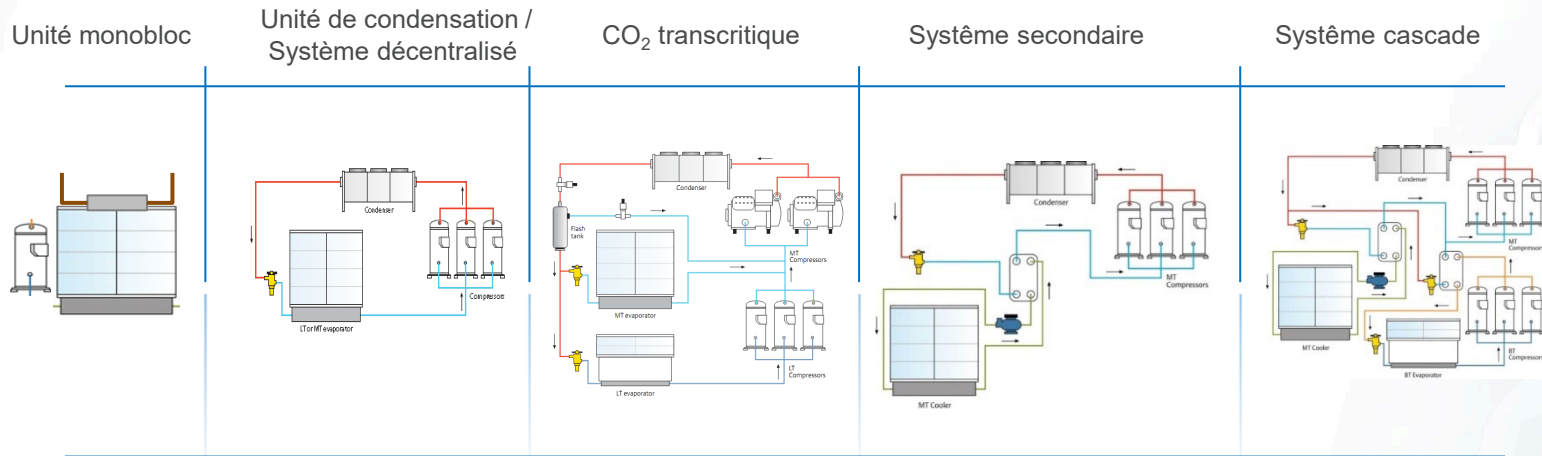 Unité monobloc
Unité de condensation /
Système décentralisé
CO₂ transcritique
Systême secondaire
Systême cascade
Condenser
LT or MT evaporator
Compressors
Condenser
Flash
tank
MT
Compressors
MT evaporator
LT
Compressors
LT evaporator
Condenser
MT
Compressors
MT Cooler
Condenser
MT
Compressors
MT Cooler
BT
Compressors
BT Evaporator